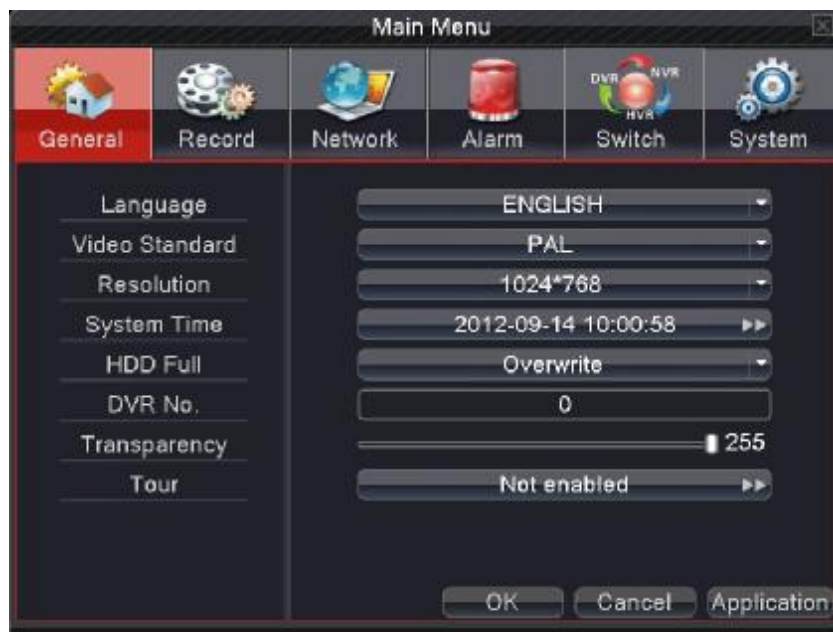 Main Menu
DVR NVR
HVR
General Record Network Alarm Switch System
Language ENGLISH
Video Standard PAL
Resolution 1024*768
System Time 2012-09-14 10:00:58
HDD Full Overwrite
DVR No. 0
Transparency 255
Tour Not enabled
OK Cancel Application